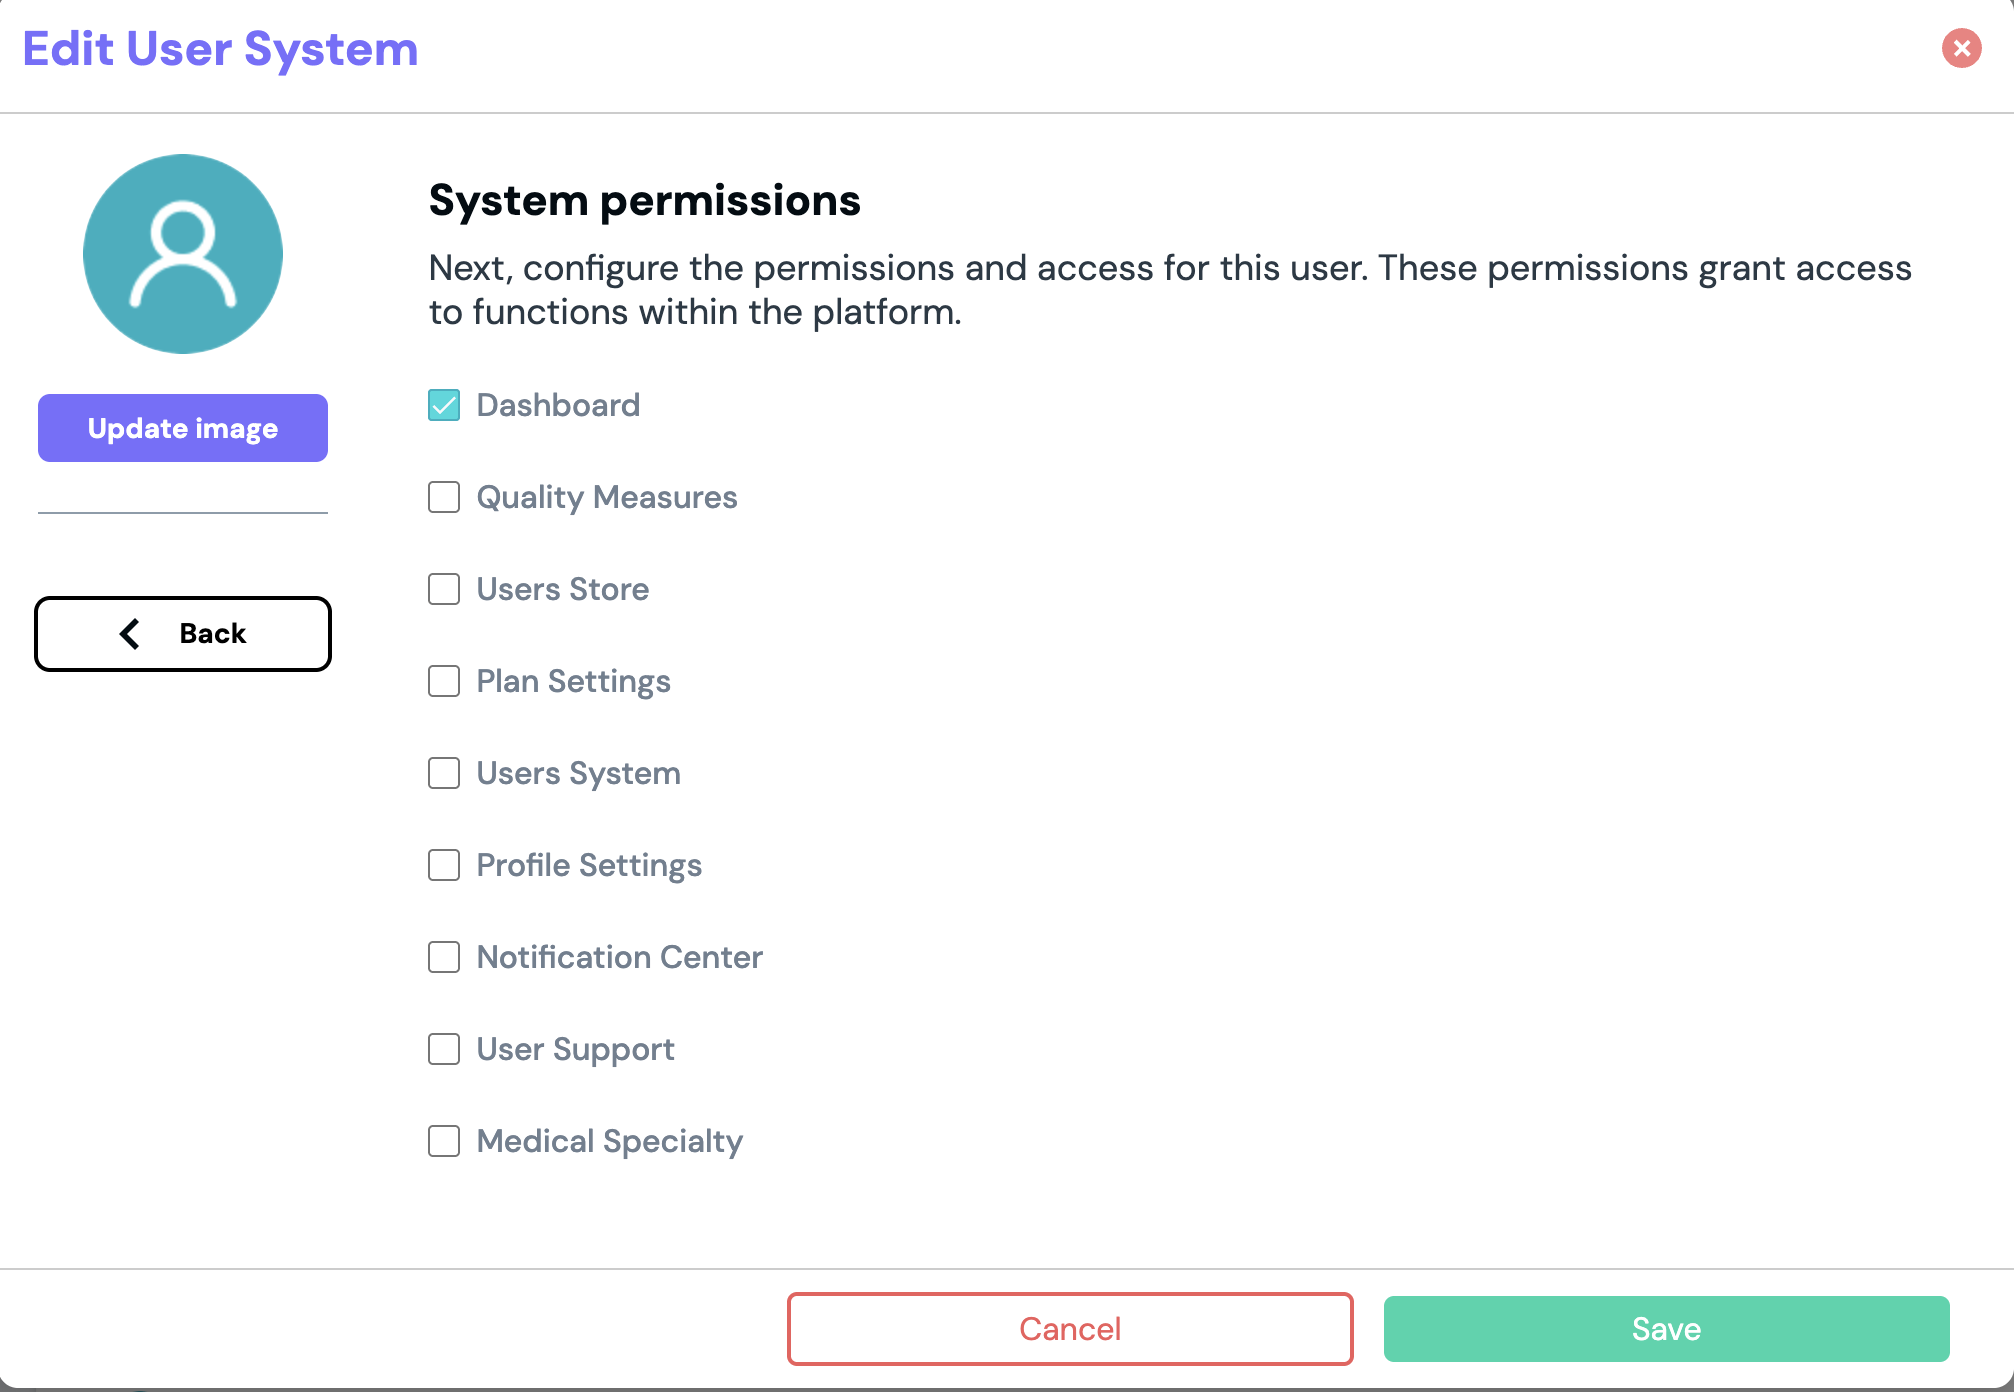 Edit User System
Update image
Back
System permissions
Next, configure the permissions and access for this user. These permissions grant access
to functions within the platform.
Dashboard
Quality Measures
Users Store
Plan Settings
Users System
Profile Settings
Notification Center
User Support
Medical Specialty
Cancel
Save